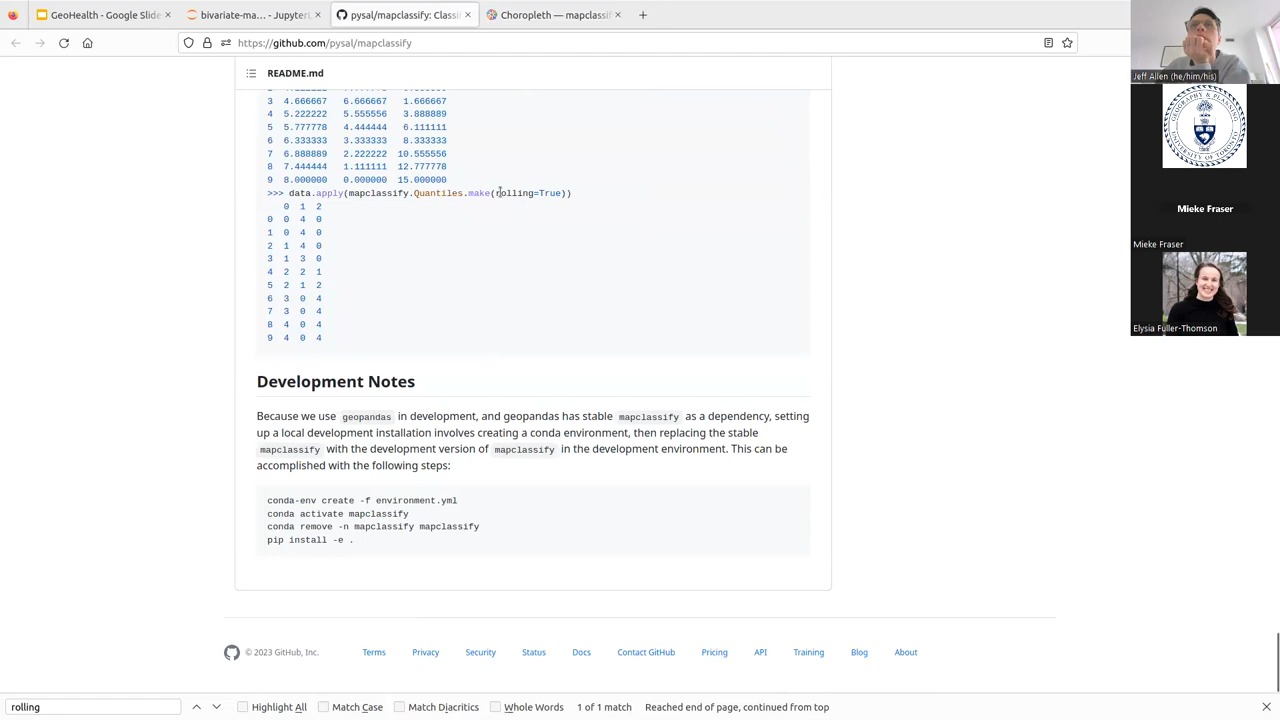 GeoHealth - Google Slide
bivariate-ma... - JupyterL
pysal/mapclassify: Classi
Choropleth — mapclassif
https://github.com/pysal/mapclassify
README.md
3 4.666667 6.666667 1.666667
4 5.222222 5.555556 3.888889
5 5.777778 4.444444 6.111111
6 6.333333 3.333333 8.333333
7 6.888889 2.222222 10.555556
8 7.444444 1.111111 12.777778
9 8.000000 0.000000 15.000000
>>> data.apply(mapclassify.Quantiles.make(rolling=True))
0 1 2
0 0 4 0
1 0 4 0
2 1 4 0
3 1 3 0
4 2 2 1
5 2 1 2
6 3 0 4
7 3 0 4
8 4 0 4
9 4 0 4
Development Notes
Because we use geopandas in development, and geopandas has stable mapclassify as a dependency, setting
up a local development installation involves creating a conda environment, then replacing the stable
mapclassify with the development version of mapclassify in the development environment. This can be
accomplished with the following steps:
conda-env create -f environment.yml
conda activate mapclassify
conda remove -n mapclassify mapclassify
pip install -e .
© 2023 GitHub, Inc.
Terms
Privacy
Security
Status
Docs
Contact GitHub
Pricing
API
Training
Blog
About
rolling
Highlight All
Match Case
Match Diacritics
Whole Words
1 of 1 match
Reached end of page, continued from top
Jeff Allen (he/him/his)
GEOGRAPHY & PLANNING
UNIVERSITY OF TORONTO
Mieke Fraser
Mieke Fraser
Elysia Fuller-Thomson